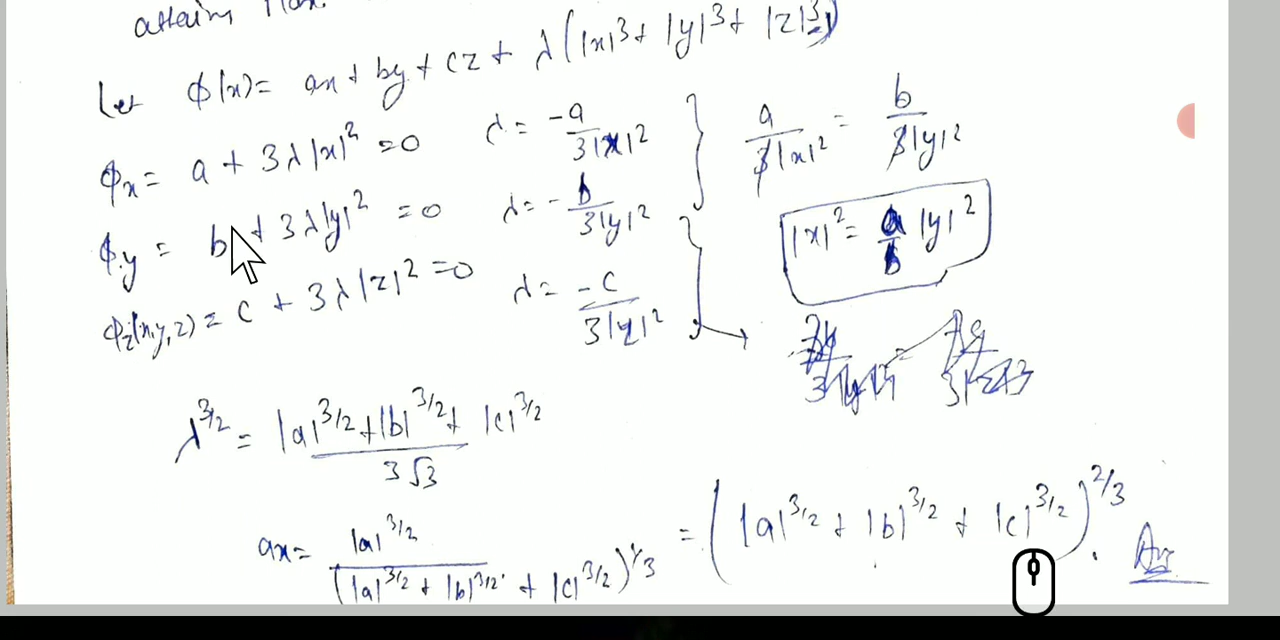 attain Max.
Let ϕ(x)= ax + by + cz + λ(|x|³+ |y|³+ |z|³
ϕx = a + 3λ|x|² =0 λ = -a/3|x|² } a/3|x|² = b/3|y|²
ϕy = b + 3λ|y|² =0 λ= - b/3|y|² |x|² = a/b |y|²
ϕz(x,y,z) = c + 3λ|z|² =0 λ= -c/3|z|²
λ^3/2 = |a|^3/2 + |b|^3/2 + |c|^3/2 / 3√3
ax = |a|^3/2 / (|a|^3/2 + |b|^3/2 + |c|^3/2)^1/3 = (|a|^3/2 + |b|^3/2 + |c|^3/2)^2/3 . Ans